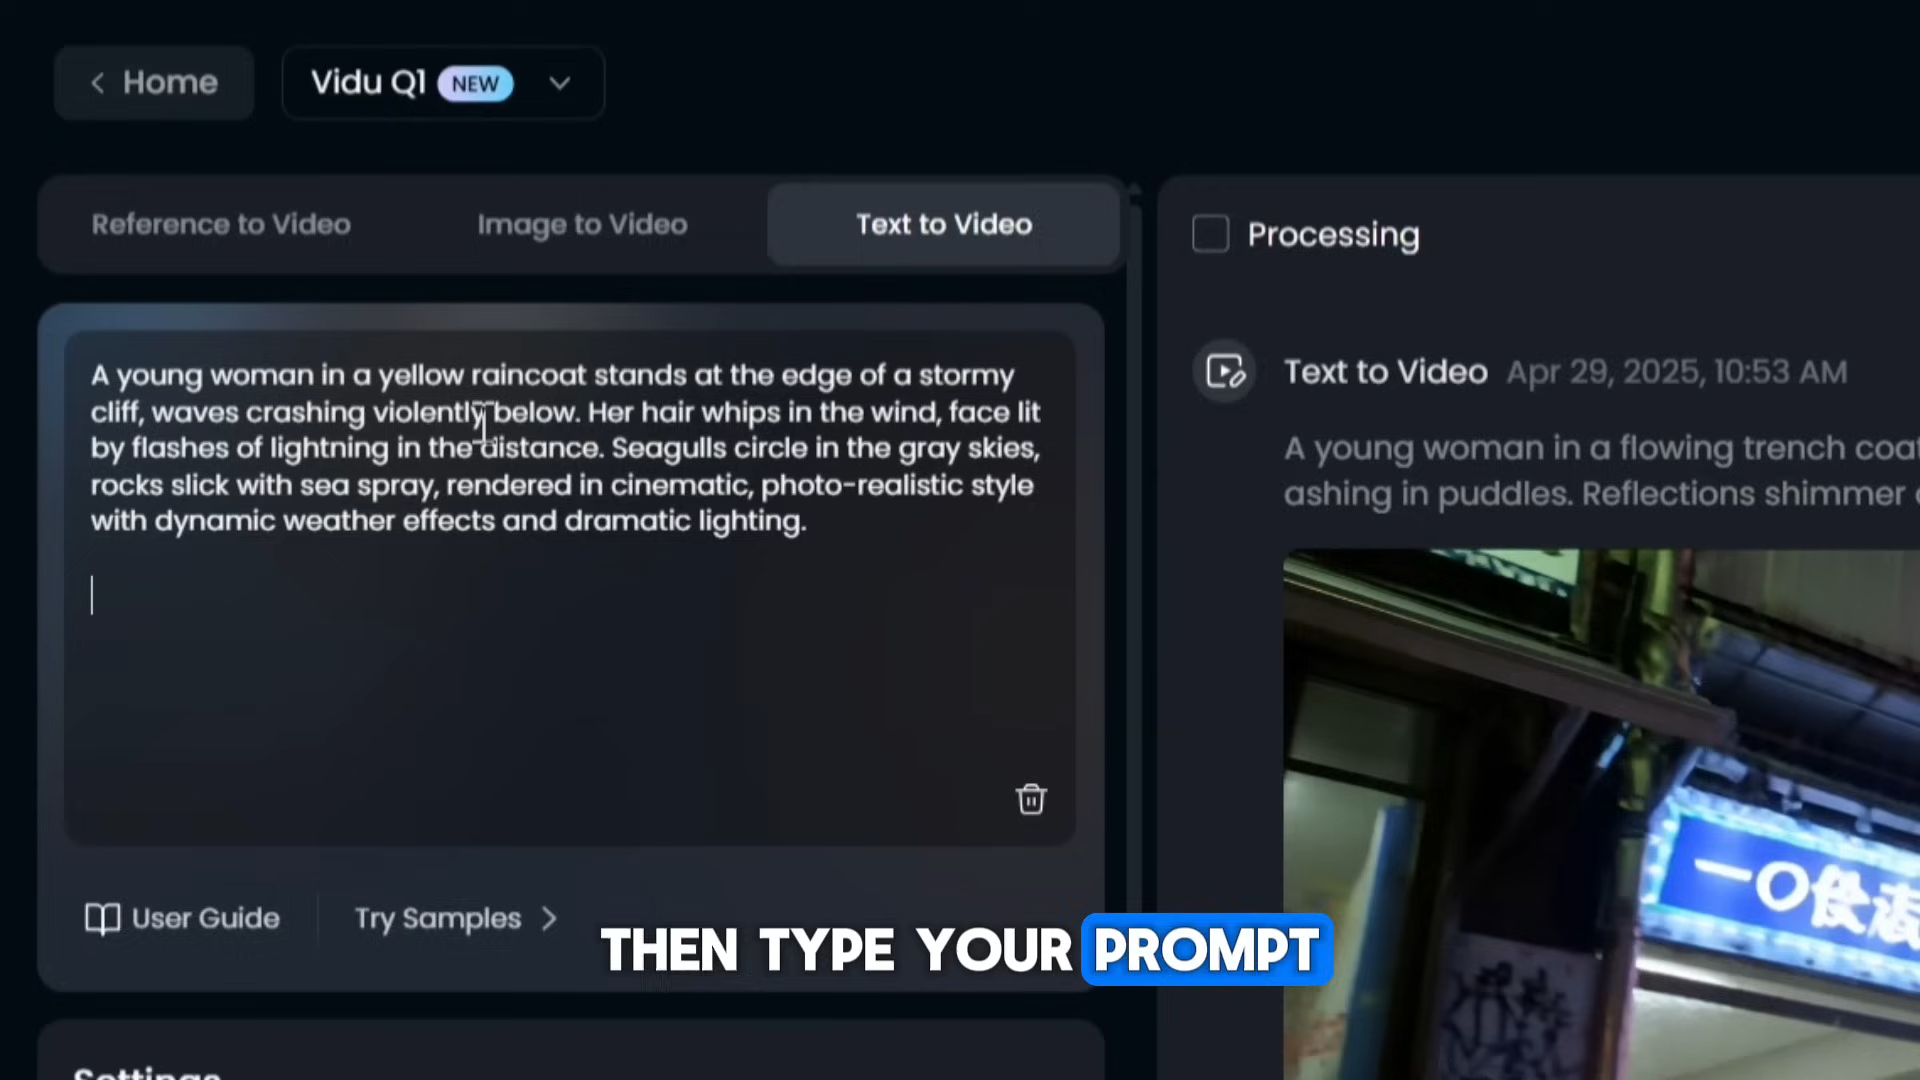 Home
Vidu Q1 NEW
Reference to Video
Image to Video
Text to Video
A young woman in a yellow raincoat stands at the edge of a stormy
cliff, waves crashing violently below. Her hair whips in the wind, face lit
by flashes of lightning in the distance. Seagulls circle in the gray skies,
rocks slick with sea spray, rendered in cinematic, photo-realistic style
with dynamic weather effects and dramatic lighting.
User Guide
Try Samples
Settings
Processing
Text to Video Apr 29, 2025, 10:53 AM
A young woman in a flowing trench coat
ashing in puddles. Reflections shimmer
THEN TYPE YOUR PROMPT